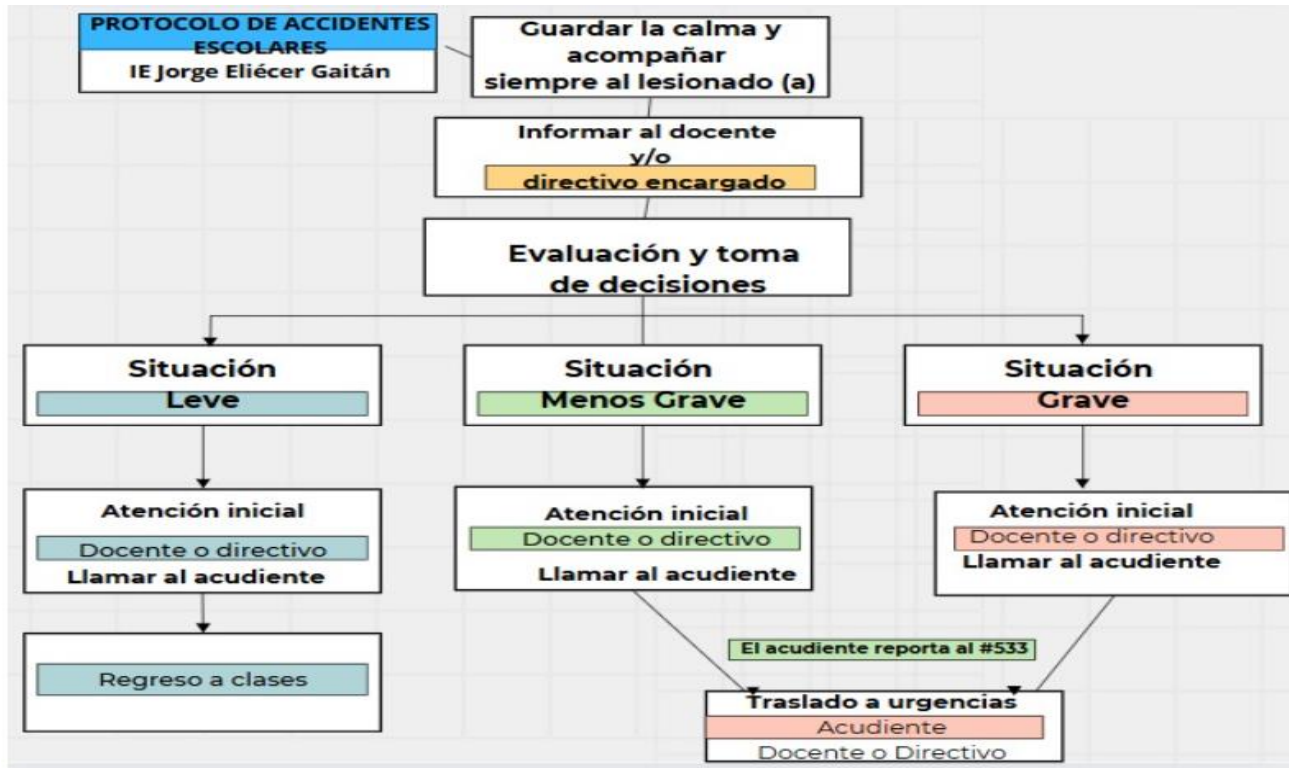 PROTOCOLO DE ACCIDENTES
ESCOLARES
IE Jorge Eliécer Gaitán
Guardar la calma y
acompañar
siempre al lesionado (a)
Informar al docente
y/o
directivo encargado
Evaluación y toma
de decisiones
Situación
Leve
Situación
Menos Grave
Situación
Grave
Atención inicial
Docente o directivo
Llamar al acudiente
Atención inicial
Docente o directivo
Llamar al acudiente
Atención inicial
Docente o directivo
Llamar al acudiente
El acudiente reporta al #533
Regreso a clases
Traslado a urgencias
Acudiente
Docente o Directivo